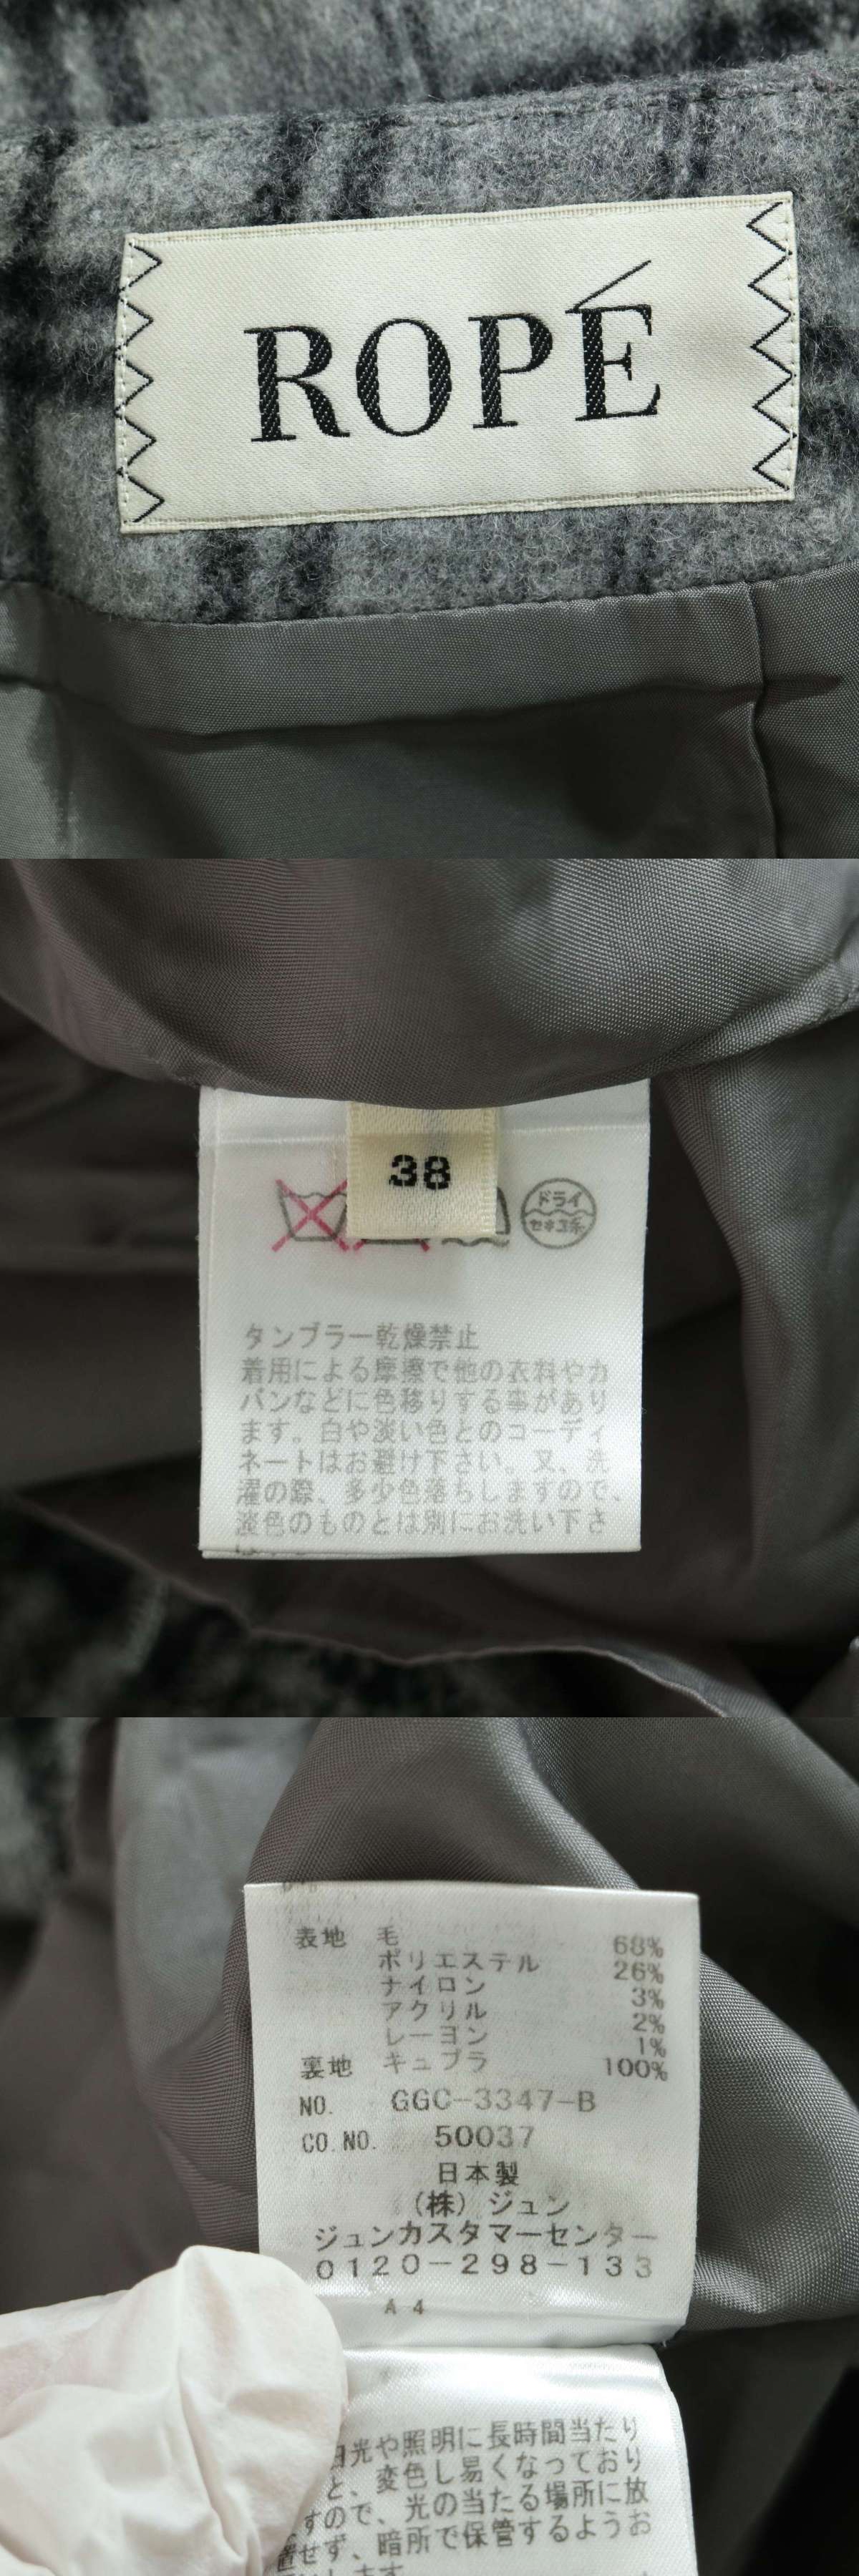 ROPÉ
38
ドライ
セキユ系
タンブラー乾燥禁止
着用による摩擦で他の衣料やカ
バンなどに色移りする事があり
ます。白や淡い色とのコーディ
ネートはお避け下さい。又、洗
濯の際、多少色落ちしますので、
淡色のものとは別にお洗い下さ
表地 毛 68%
ポリエステル 26%
ナイロン 3%
アクリル 2%
レーヨン 1%
裏地 キュプラ 100%
NO. GGC-3347-B
CO.NO. 50037
日本製
(株)ジュン
ジュンカスタマーセンター
0120-298-133
A4
日光や照明に長時間当たり
と、変色し易くなっており
すので、光の当たる場所に放
置せず、暗所で保管するようお